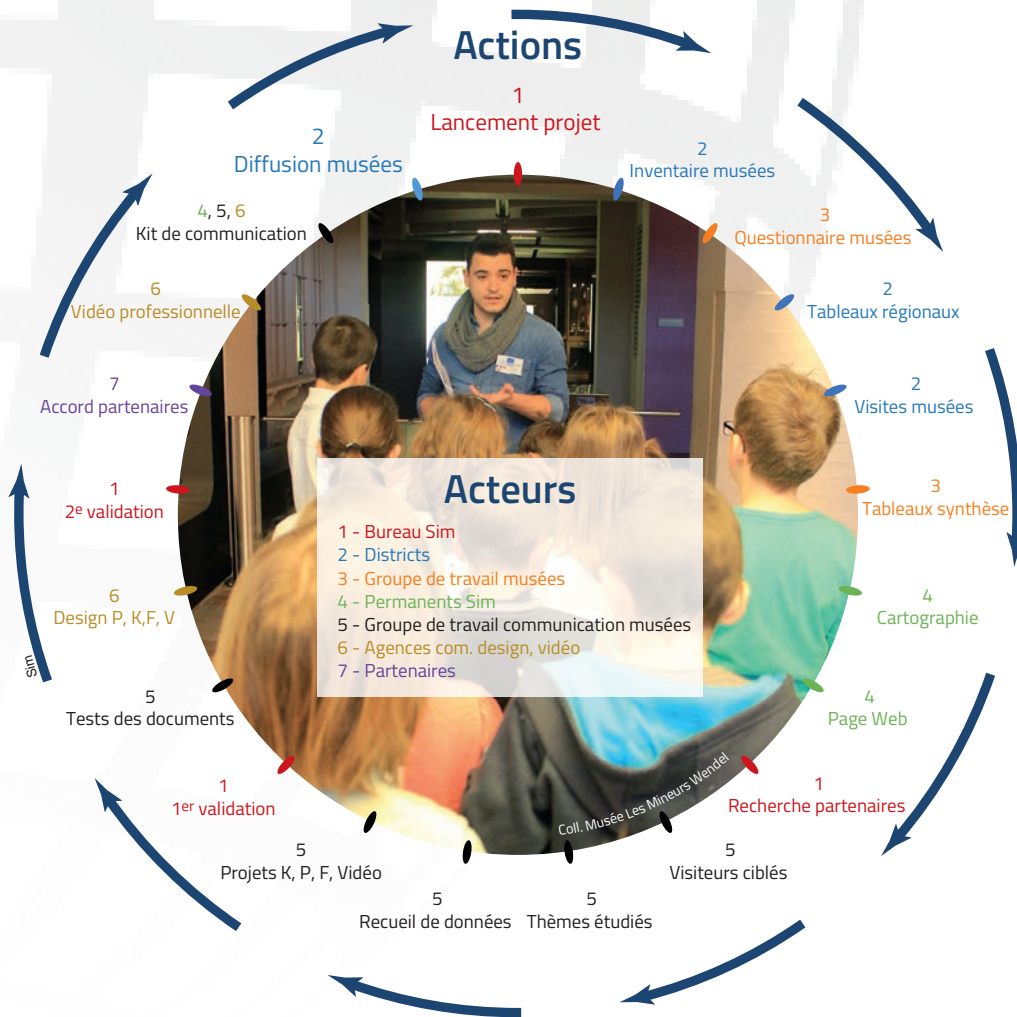 Actions
1
Lancement projet
2
Inventaire musées
3
Questionnaire musées
2
Tableaux régionaux
2
Visites musées
3
Tableaux synthèse
4
Cartographie
4
Page Web
1
Recherche partenaires
5
Visiteurs ciblés
5
Thèmes étudiés
5
Recueil de données
5
Projets K, P, F, Vidéo
1
1er validation
5
Tests des documents
6
Design P, K,F, V
1
2e validation
7
Accord partenaires
6
Vidéo professionnelle
4, 5, 6
Kit de communication
2
Diffusion musées
Acteurs
1 - Bureau Sim
2 - Districts
3 - Groupe de travail musées
4 - Permanents Sim
5 - Groupe de travail communication musées
6 - Agences com. design, vidéo
7 - Partenaires
Coll. Musée Les Mineurs Wendel
Sim